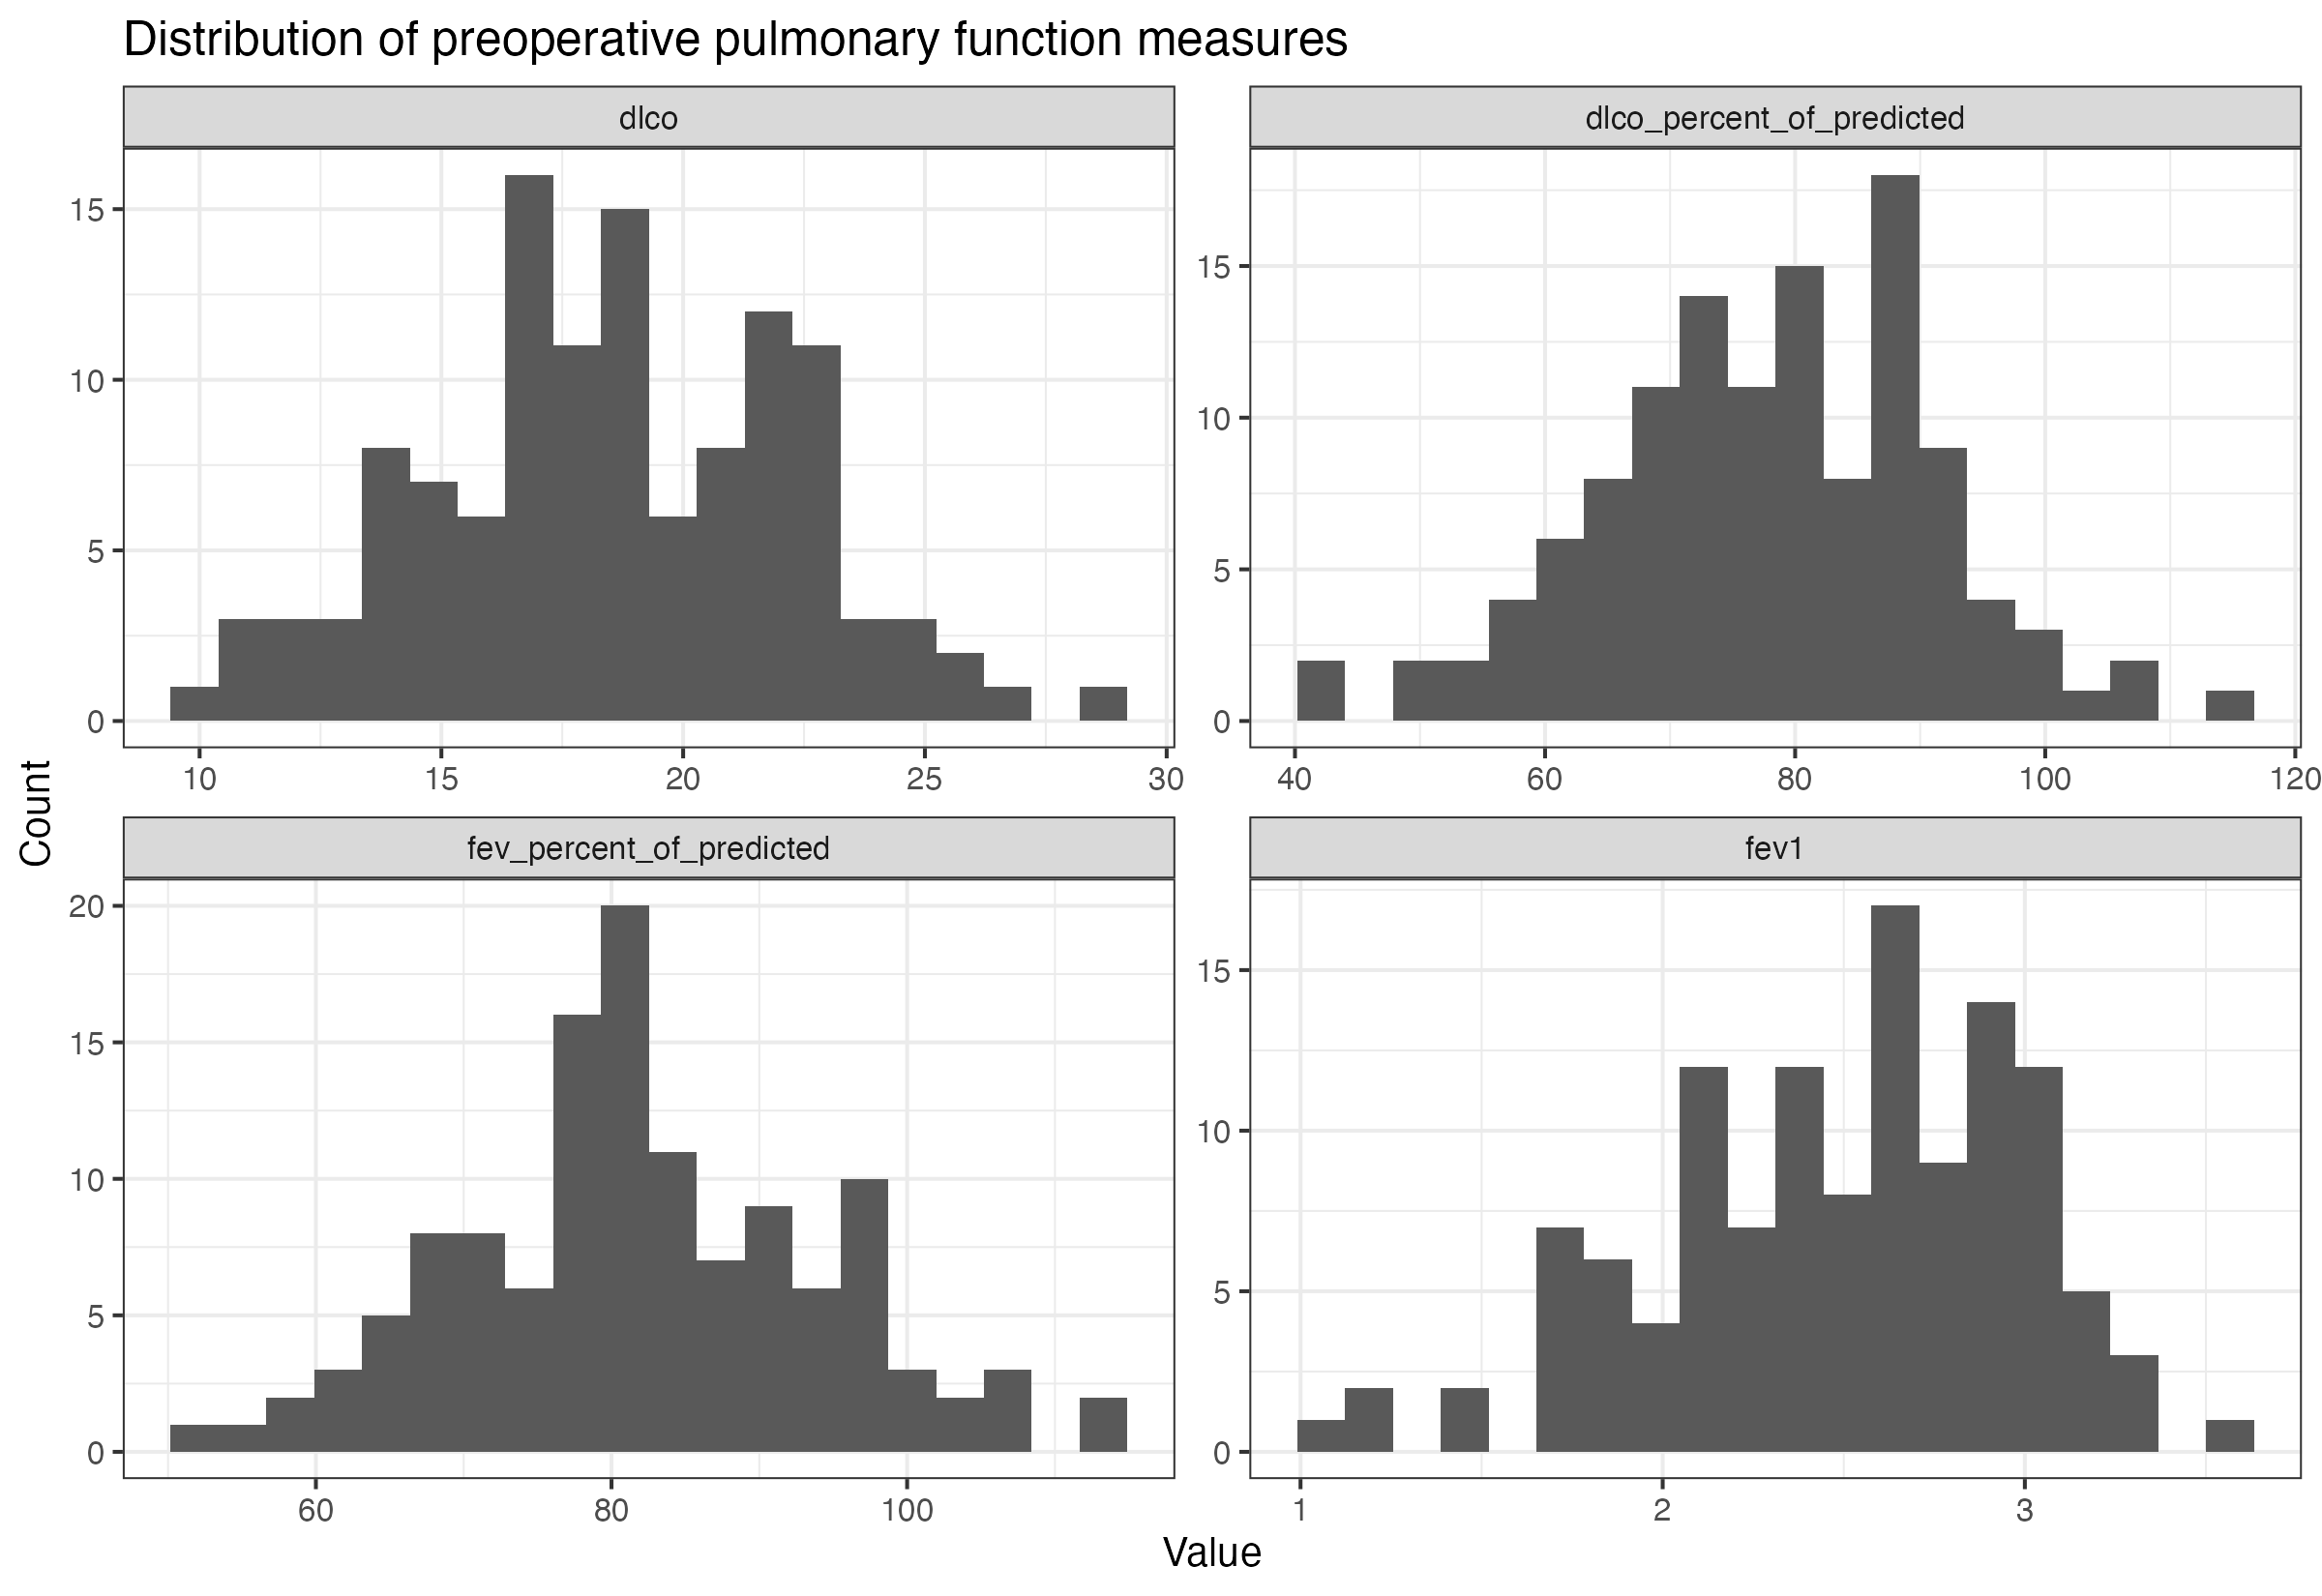 Distribution of preoperative pulmonary function measures
dlco
dlco_percent_of_predicted
15
10
5
0
10 15 20 25 30
15
10
5
0
40 60 80 100 120
Count
fev_percent_of_predicted
fev1
20
15
10
5
0
60 80 100
15
10
5
0
1 2 3
Value